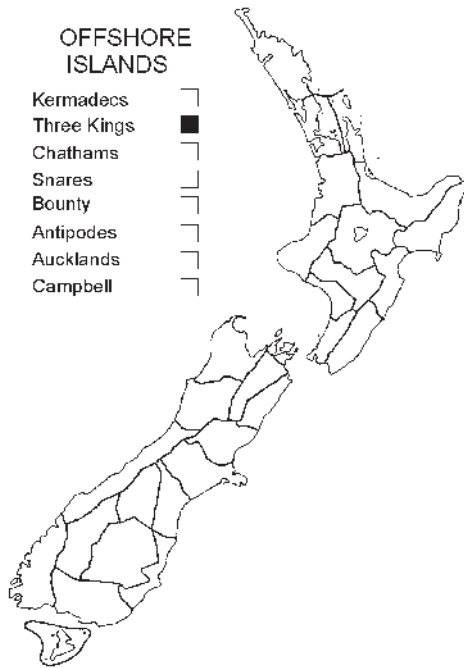 OFFSHORE
ISLANDS
Kermadecs
Three Kings
Chathams
Snares
Bounty
Antipodes
Aucklands
Campbell